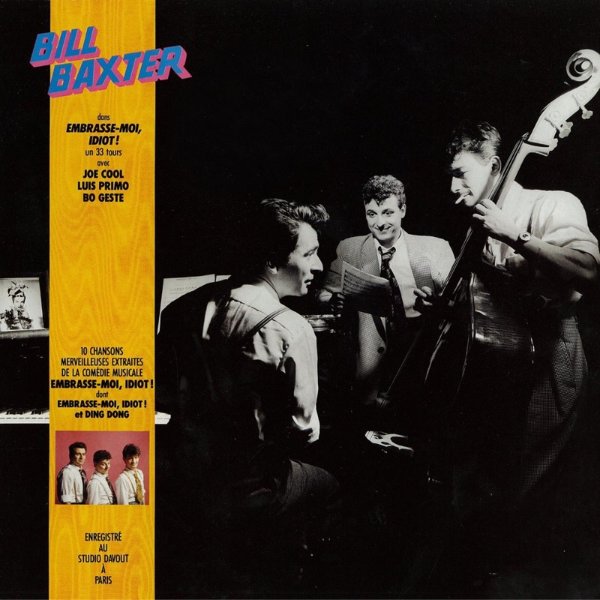 BILL
BAXTER
dans
EMBRASSE-MOI,
IDIOT !
un 33 tours
avec
JOE COOL
LUIS PRIMO
BO GESTE
10 CHANSONS
MERVEILLEUSES EXTRAITES
DE LA COMÉDIE MUSICALE
EMBRASSE-MOI, IDIOT !
dont
EMBRASSE-MOI, IDIOT !
et DING DONG
ENREGISTRÉ
AU
STUDIO DAVOUT
À
PARIS